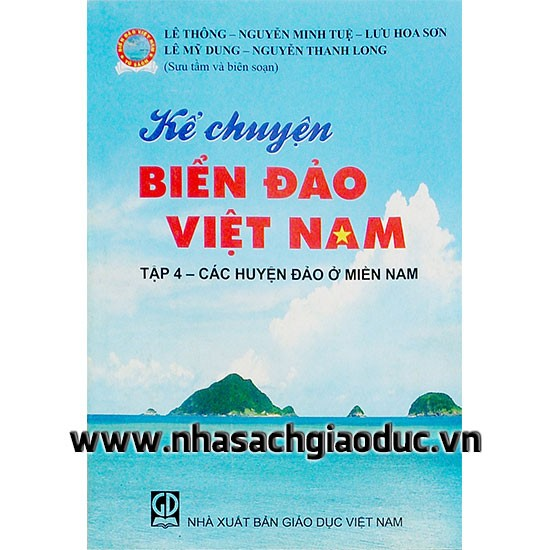 LÊ THÔNG – NGUYỄN MINH TUỆ – LƯU HOA SƠN
LÊ MỸ DUNG – NGUYỄN THANH LONG
(Sưu tầm và biên soạn)
Kể chuyện
BIỂN ĐẢO
VIỆT NAM
TẬP 4 – CÁC HUYỆN ĐẢO Ở MIỀN NAM
www.nhasachgiaoduc.vn
GD
NHÀ XUẤT BẢN GIÁO DỤC VIỆT NAM